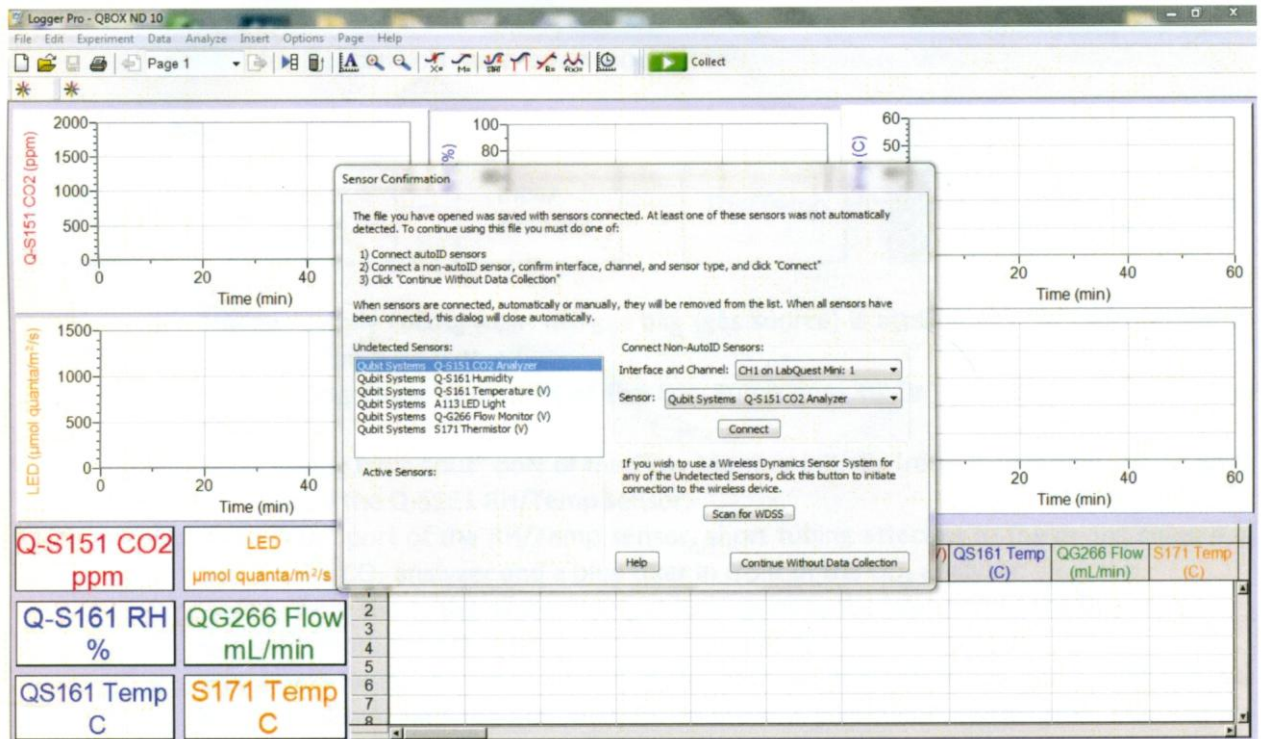 Logger Pro - QBOX ND 10
File Edit Experiment Data Analyze Insert Options Page Help
Page 1
Collect
2000
1500
1000
500
0
Q-S151 CO2 (ppm)
0 20 40
Time (min)
100
80
(%)
60
50
(C)
20 40 60
Time (min)
1500
1000
500
0
LED (µmol quanta/m²/s)
0 20 40
Time (min)
20 40 60
Time (min)
Sensor Confirmation
The file you have opened was saved with sensors connected. At least one of these sensors was not automatically
detected. To continue using this file you must do one of:
1) Connect autoID sensors
2) Connect a non-autoID sensor, confirm interface, channel, and sensor type, and click "Connect"
3) Click "Continue Without Data Collection"
When sensors are connected, automatically or manually, they will be removed from the list. When all sensors have
been connected, this dialog will close automatically.
Undetected Sensors:
Qubit Systems Q-S151 CO2 Analyzer
Qubit Systems Q-S161 Humidity
Qubit Systems Q-S161 Temperature (V)
Qubit Systems A113 LED Light
Qubit Systems Q-G266 Flow Monitor (V)
Qubit Systems S171 Thermistor (V)
Active Sensors:
Connect Non-AutoID Sensors:
Interface and Channel: CH1 on LabQuest Mini: 1
Sensor: Qubit Systems Q-S151 CO2 Analyzer
Connect
If you wish to use a Wireless Dynamics Sensor System for
any of the Undetected Sensors, click this button to initiate
connection to the wireless device.
Scan for WDSS
Help
Continue Without Data Collection
Q-S151 CO2
ppm
LED
µmol quanta/m²/s
Q-S161 RH
%
QG266 Flow
mL/min
QS161 Temp
C
S171 Temp
C
QS161 Temp
(C)
QG266 Flow
(mL/min)
S171 Temp
(C)
2
3
4
5
6
7
8